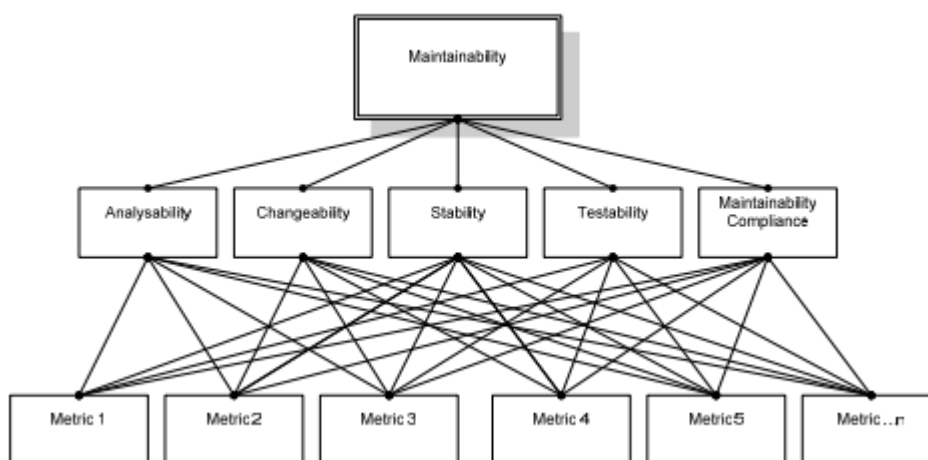 Maintainability
Analysability
Changeability
Stability
Testability
Maintainability
Compliance
Metric 1
Metric2
Metric 3
Metric 4
Metric5
Metric...n